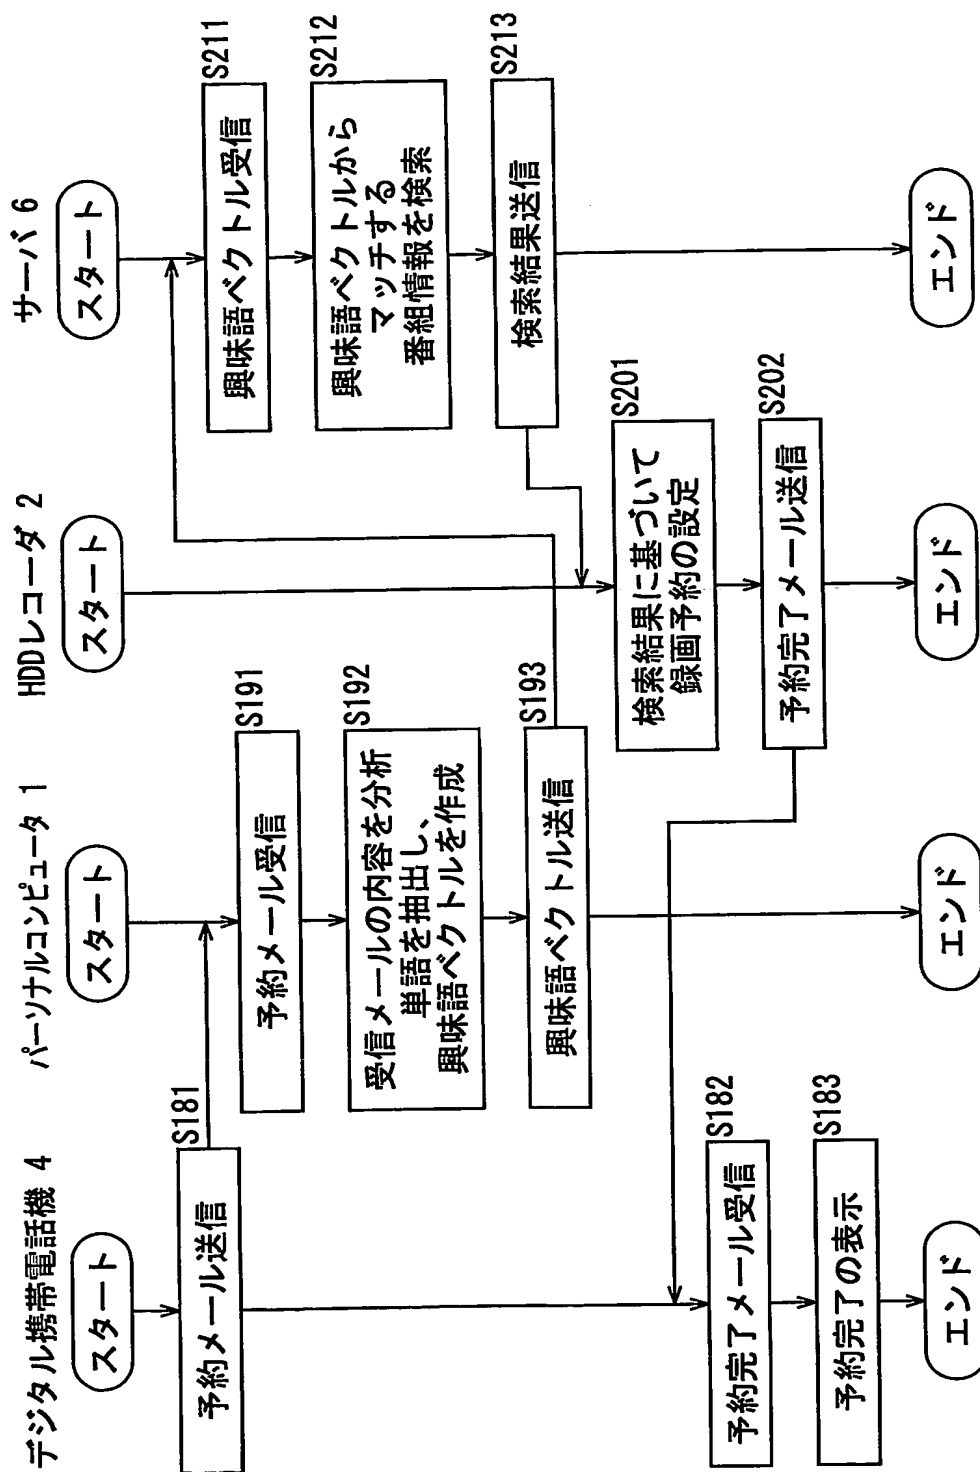 デジタル携帯電話機 4
スタート
S181
予約メール送信
S182
予約完了メール受信
S183
予約完了の表示
エンド
パーソナルコンピュータ 1
スタート
S191
予約メール受信
S192
受信メールの内容を分析
単語を抽出し、
興味語ベクトルを作成
S193
興味語ベクトル送信
エンド
HDDレコーダ 2
スタート
S201
検索結果に基づいて
録画予約の設定
S202
予約完了メール送信
エンド
サーバ 6
スタート
S211
興味語ベクトル受信
S212
興味語ベクトルから
マッチする
番組情報を検索
S213
検索結果送信
エンド